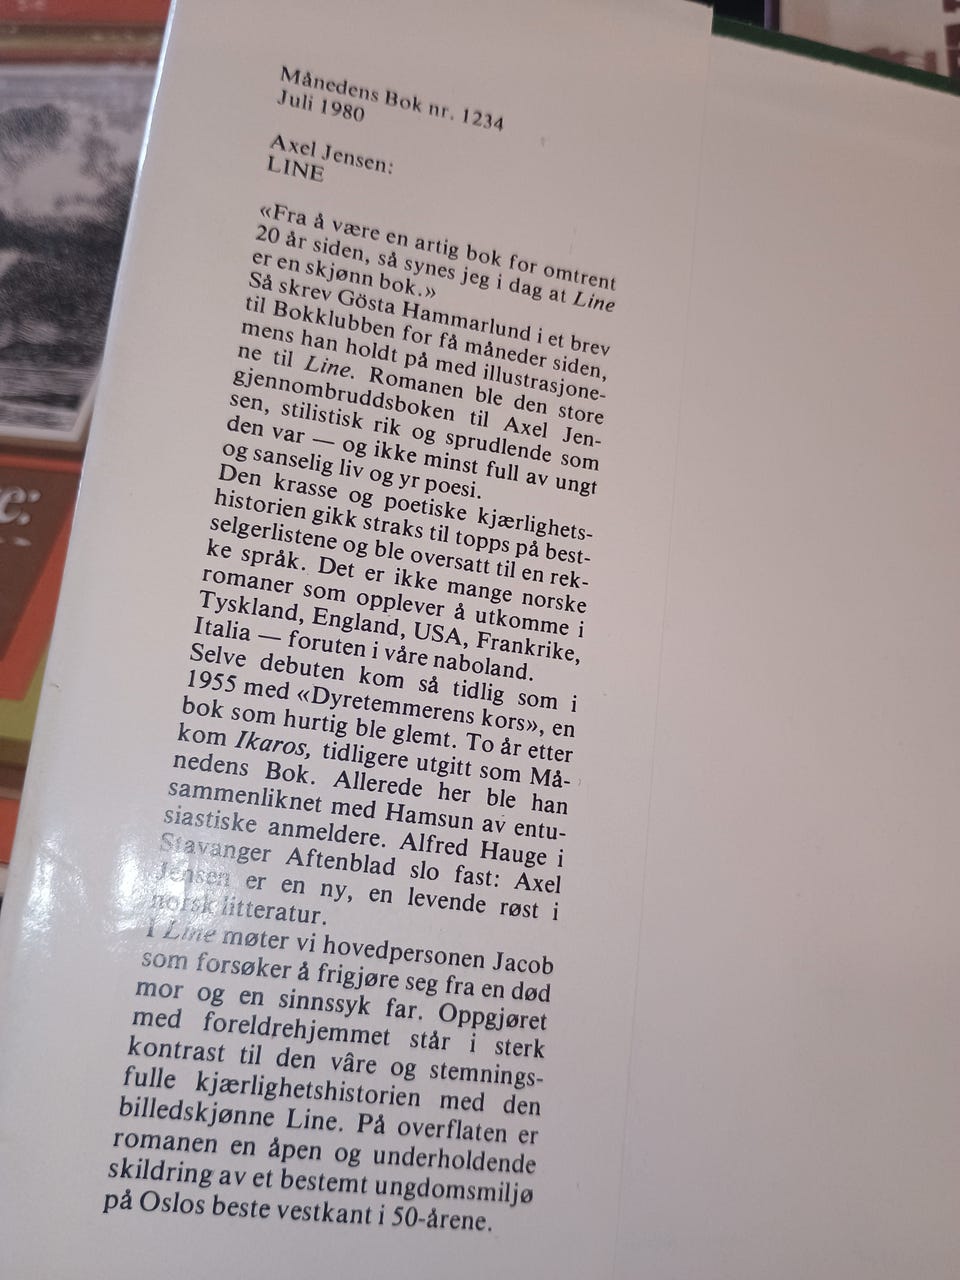 Månedens Bok nr. 1234
Juli 1980
Axel Jensen:
LINE
«Fra å være en artig bok for omtrent
20 år siden, så synes jeg i dag at Line
er en skjønn bok.»
Så skrev Gösta Hammarlund i et brev
til Bokklubben for få måneder siden,
mens han holdt på med illustrasjone-
ne til Line. Romanen ble den store
gjennombruddsboken til Axel Jen-
sen, stilistisk rik og sprudlende som
den var — og ikke minst full av ungt
og sanselig liv og yr poesi.
Den krasse og poetiske kjærlighets-
historien gikk straks til topps på best-
selgerlistene og ble oversatt til en rek-
ke språk. Det er ikke mange norske
romaner som opplever å utkomme i
Tyskland, England, USA, Frankrike,
Italia — foruten i våre naboland.
Selve debuten kom så tidlig som i
1955 med «Dyretemmerens kors», en
bok som hurtig ble glemt. To år etter
kom Ikaros, tidligere utgitt som Må-
nedens Bok. Allerede her ble han
sammenliknet med Hamsun av entu-
siastiske anmeldere. Alfred Hauge i
Stavanger Aftenblad slo fast: Axel
Jensen er en ny, en levende røst i
norsk litteratur.
I Line møter vi hovedpersonen Jacob
som forsøker å frigjøre seg fra en død
mor og en sinnssyk far. Oppgjøret
med foreldrehjemmet står i sterk
kontrast til den våre og stemnings-
fulle kjærlighetshistorien med den
billedskjønne Line. På overflaten er
romanen en åpen og underholdende
skildring av et bestemt ungdomsmiljø
på Oslos beste vestkant i 50-årene.